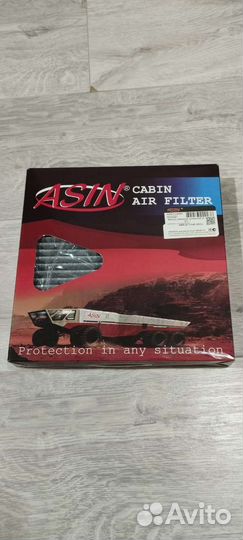 ASIN® CABIN
AIR FILTER
ASIN
Protection in any situation
Avito